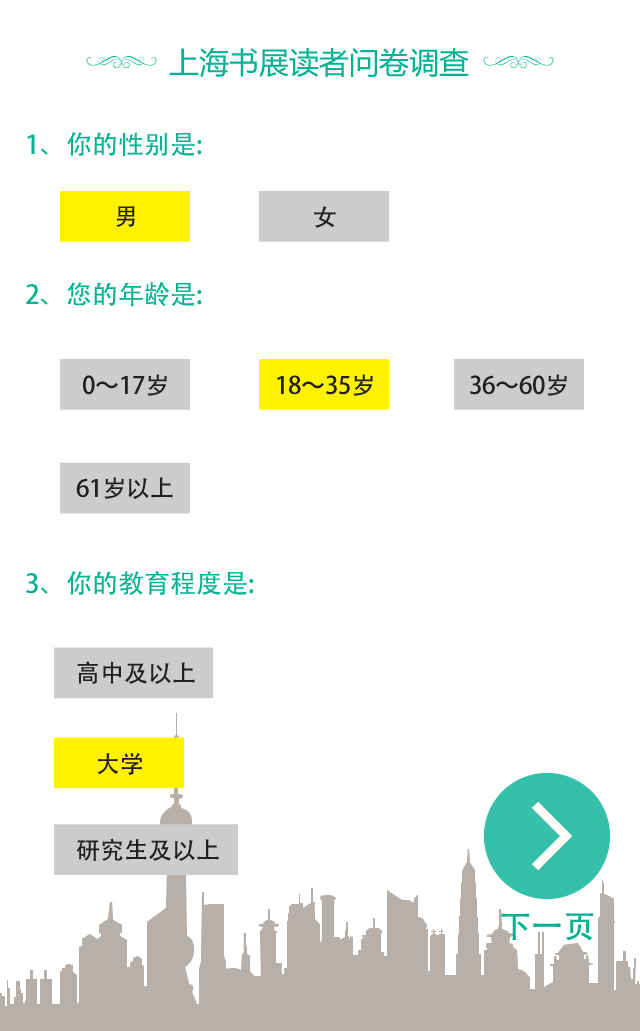 上海书展读者问卷调查
1、你的性别是:
男 女
2、您的年龄是:
0～17岁 18～35岁 36～60岁
61岁以上
3、你的教育程度是:
高中及以上
大学
研究生及以上
下一页